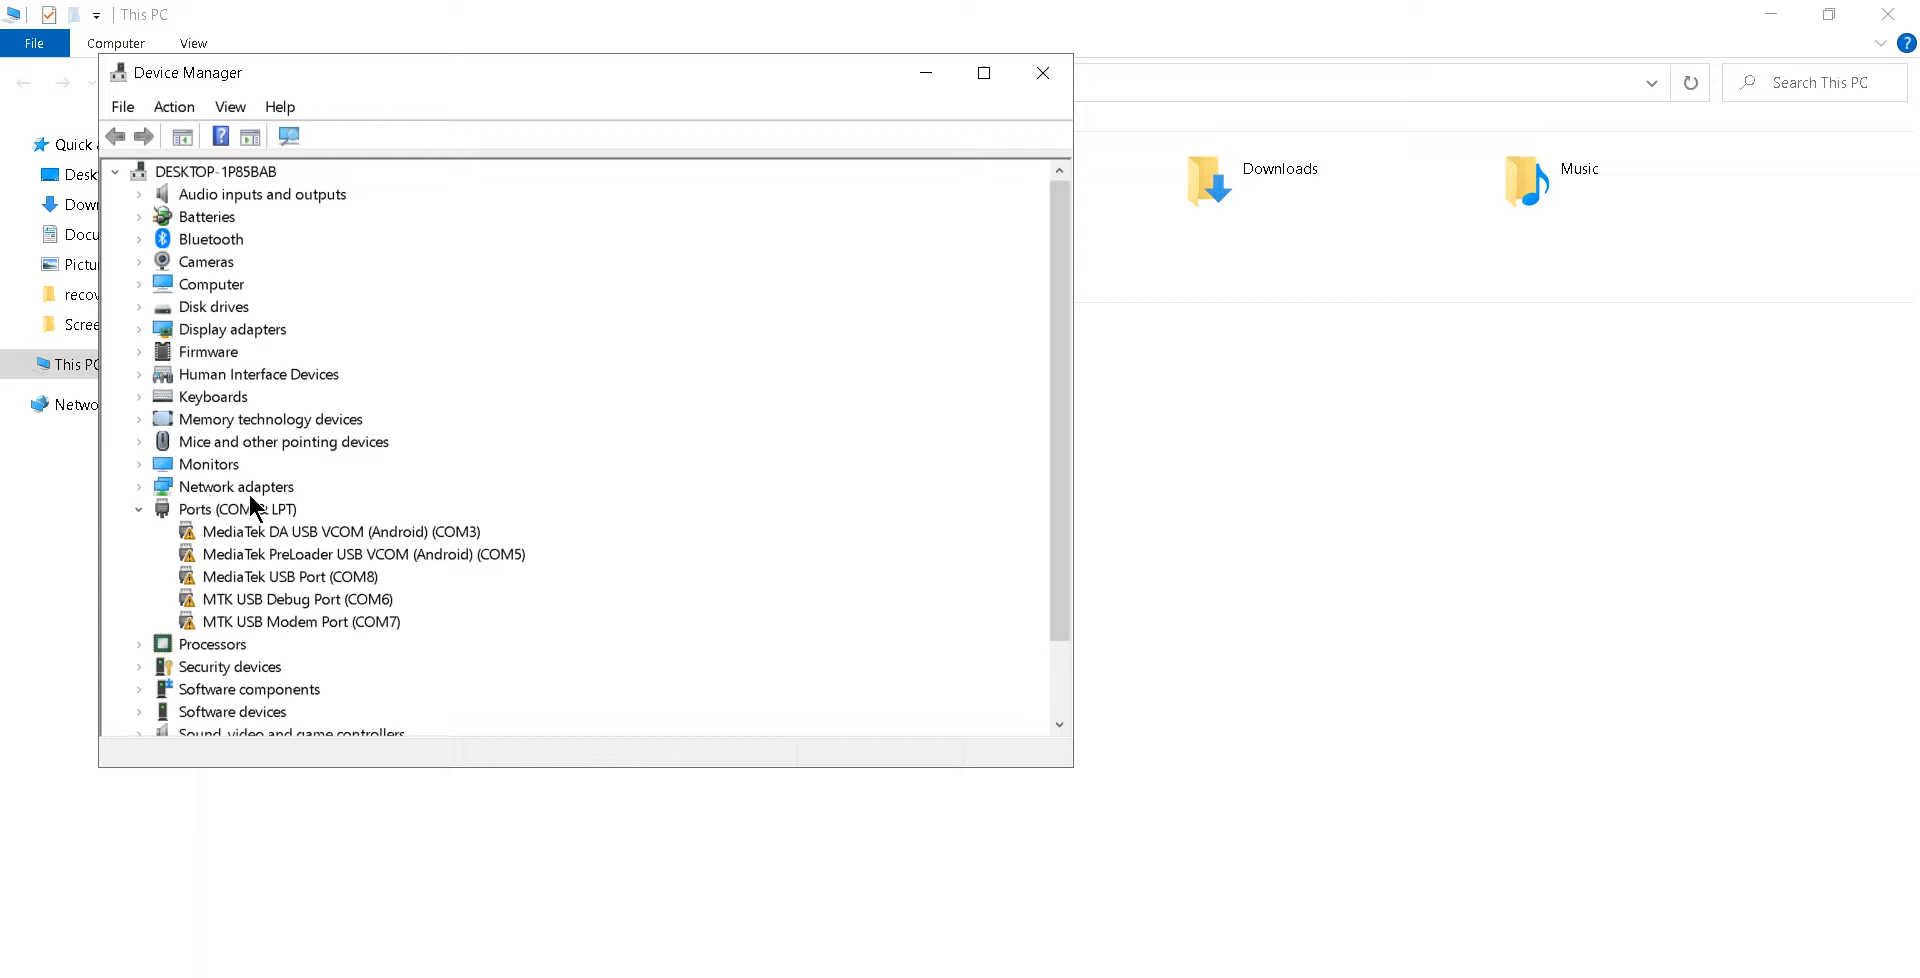 This PC
File
Computer
View
Device Manager
File
Action
View
Help
Search This PC
Quick
Desk
Down
Docu
Pictu
recov
Scree
This PC
Netwo
DESKTOP-1P85BAB
Audio inputs and outputs
Batteries
Bluetooth
Cameras
Computer
Disk drives
Display adapters
Firmware
Human Interface Devices
Keyboards
Memory technology devices
Mice and other pointing devices
Monitors
Network adapters
Ports (COM & LPT)
MediaTek DA USB VCOM (Android) (COM3)
MediaTek PreLoader USB VCOM (Android) (COM5)
MediaTek USB Port (COM8)
MTK USB Debug Port (COM6)
MTK USB Modem Port (COM7)
Processors
Security devices
Software components
Software devices
Sound, video and game controllers
Downloads
Music